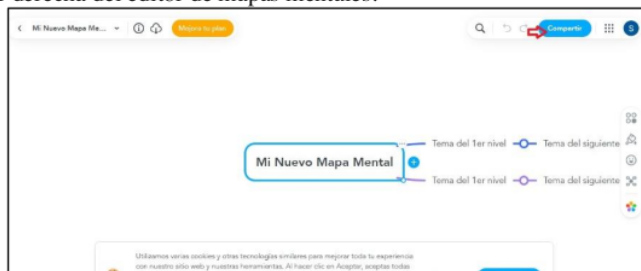 derecha del editor de mapas mentales.
Mi Nuevo Mapa Me... Mejora tu plan Compartir S
Tema del 1er nivel Tema del siguiente
Mi Nuevo Mapa Mental
Tema del 1er nivel Tema del siguiente
Utilizamos varias cookies y otras tecnologías similares para mejorar toda tu experiencia
con nuestro sitio web y nuestras herramientas. Al hacer clic en Aceptar, aceptas todas